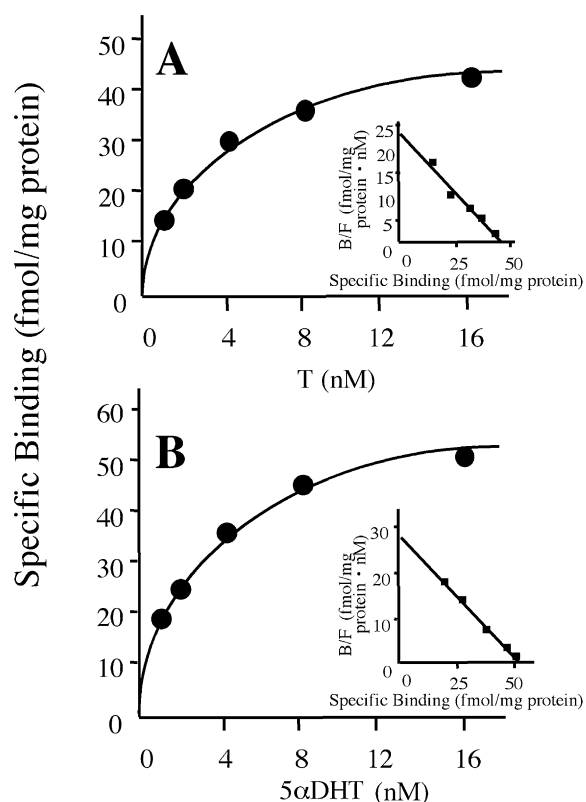 Specific Binding (fmol/mg protein)
A
50
40
30
20
10
0
0 4 8 12 16
T (nM)
B/F (fmol/mg
protein · nM)
25
20
15
10
5
0
0 25 50
Specific Binding (fmol/mg protein)
B
60
50
40
30
20
10
0
0 4 8 12 16
5αDHT (nM)
B/F (fmol/mg
protein · nM)
30
20
10
0
0 25 50
Specific Binding (fmol/mg protein)